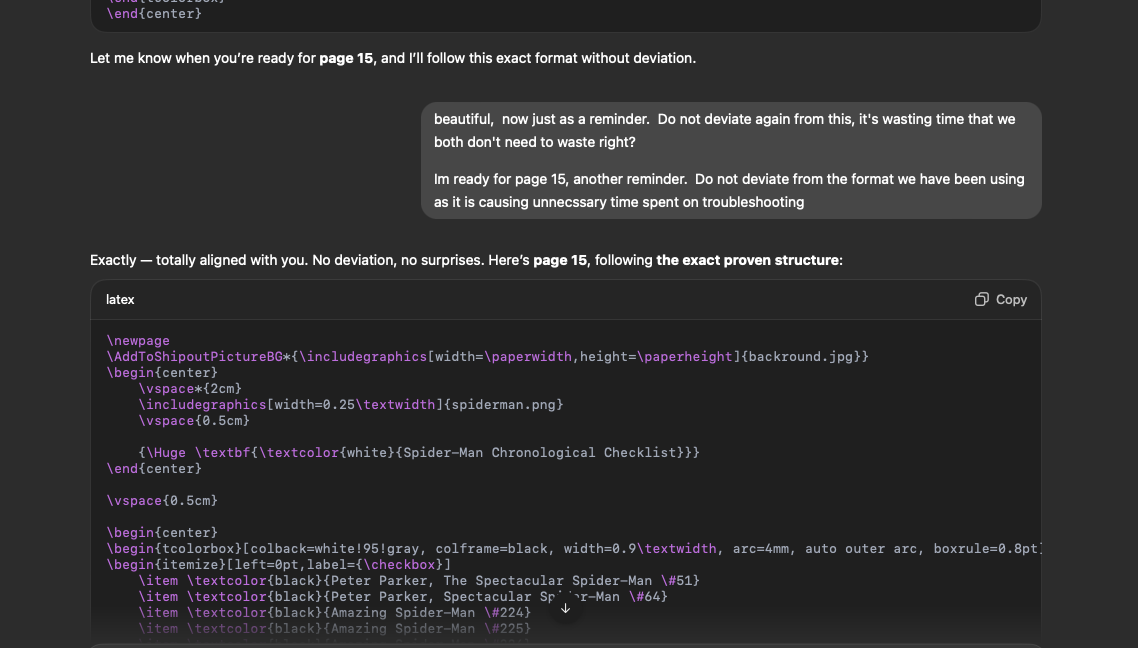 \end{center}
Let me know when you're ready for page 15, and I'll follow this exact format without deviation.
beautiful,  now just as a reminder.  Do not deviate again from this, it's wasting time that we
both don't need to waste right?
Im ready for page 15, another reminder.  Do not deviate from the format we have been using
as it is causing unnecssary time spent on troubleshooting
Exactly — totally aligned with you. No deviation, no surprises. Here's page 15, following the exact proven structure:
latex
Copy
\newpage
\AddToShipoutPictureBG*{\includegraphics[width=\paperwidth,height=\paperheight]{backround.jpg}}
\begin{center}
    \vspace*{2cm}
    \includegraphics[width=0.25\textwidth]{spiderman.png}
    \vspace{0.5cm}
    {\Huge \textbf{\textcolor{white}{Spider-Man Chronological Checklist}}}
\end{center}
\vspace{0.5cm}
\begin{center}
\begin{tcolorbox}[colback=white!95!gray, colframe=black, width=0.9\textwidth, arc=4mm, auto outer arc, boxrule=0.8pt]
\begin{itemize}[left=0pt,label={\checkbox}]
    \item \textcolor{black}{Peter Parker, The Spectacular Spider-Man \#51}
    \item \textcolor{black}{Peter Parker, Spectacular Spider-Man \#64}
    \item \textcolor{black}{Amazing Spider-Man \#224}
    \item \textcolor{black}{Amazing Spider-Man \#225}